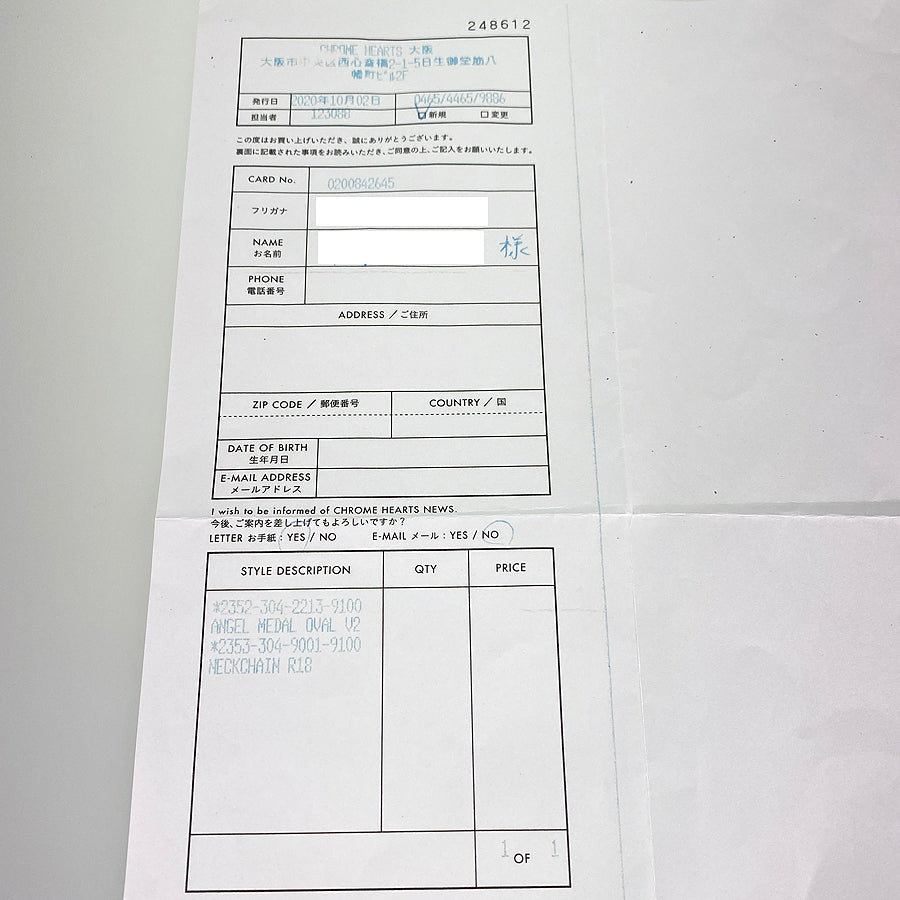 248612
CHROME HEARTS 大阪
大阪市中央区西心斎橋2-1-5日生御堂筋八
幡町ビル2F
発行日 2020年10月02日 0465/4465/9886
担当者 123088 新規 変更
この度はお買い上げいただき、誠にありがとうございます。
裏面に記載された事項をお読みいただき、ご同意の上、ご記入をお願いいたします。
CARD No. 0200842645
フリガナ
NAME
お名前 様
PHONE
電話番号
ADDRESS / ご住所
ZIP CODE / 郵便番号 COUNTRY / 国
DATE OF BIRTH
生年月日
E-MAIL ADDRESS
メールアドレス
I wish to be informed of CHROME HEARTS NEWS.
今後、ご案内を差し上げてもよろしいですか？
LETTER お手紙 : YES / NO E-MAIL メール : YES / NO
STYLE DESCRIPTION QTY PRICE
*2352-304-2213-9100
ANGEL MEDAL OVAL V2
*2353-304-9001-9100
NECKCHAIN R18
1 OF 1